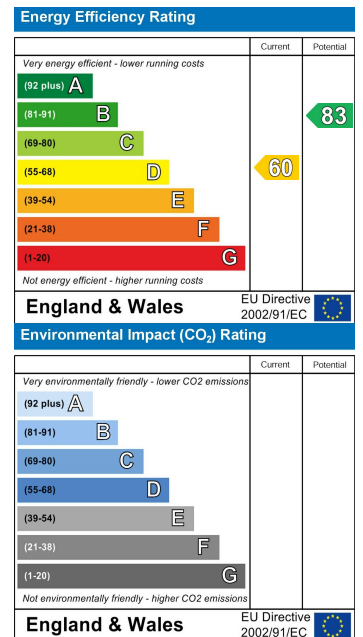 Energy Efficiency Rating
Current Potential
Very energy efficient - lower running costs
(92 plus) A
(81-91) B
83
(69-80) C
(55-68) D
60
(39-54) E
(21-38) F
(1-20) G
Not energy efficient - higher running costs
England & Wales
EU Directive
2002/91/EC
Environmental Impact (CO₂) Rating
Current Potential
Very environmentally friendly - lower CO2 emissions
(92 plus) A
(81-91) B
(69-80) C
(55-68) D
(39-54) E
(21-38) F
(1-20) G
Not environmentally friendly - higher CO2 emissions
England & Wales
EU Directive
2002/91/EC